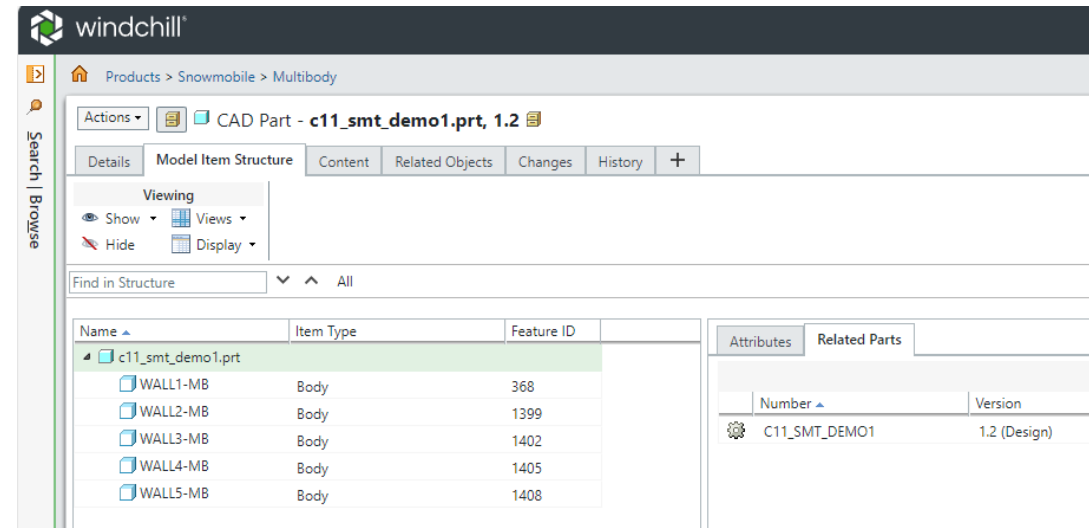 windchill®
Products > Snowmobile > Multibody
Actions CAD Part - c11_smt_demo1.prt, 1.2
Search | Browse
Details Model Item Structure Content Related Objects Changes History +
Viewing
Show Views
Hide Display
Find in Structure All
Name Item Type Feature ID
c11_smt_demo1.prt
WALL1-MB Body 368
WALL2-MB Body 1399
WALL3-MB Body 1402
WALL4-MB Body 1405
WALL5-MB Body 1408
Attributes Related Parts
Number Version
C11_SMT_DEMO1 1.2 (Design)